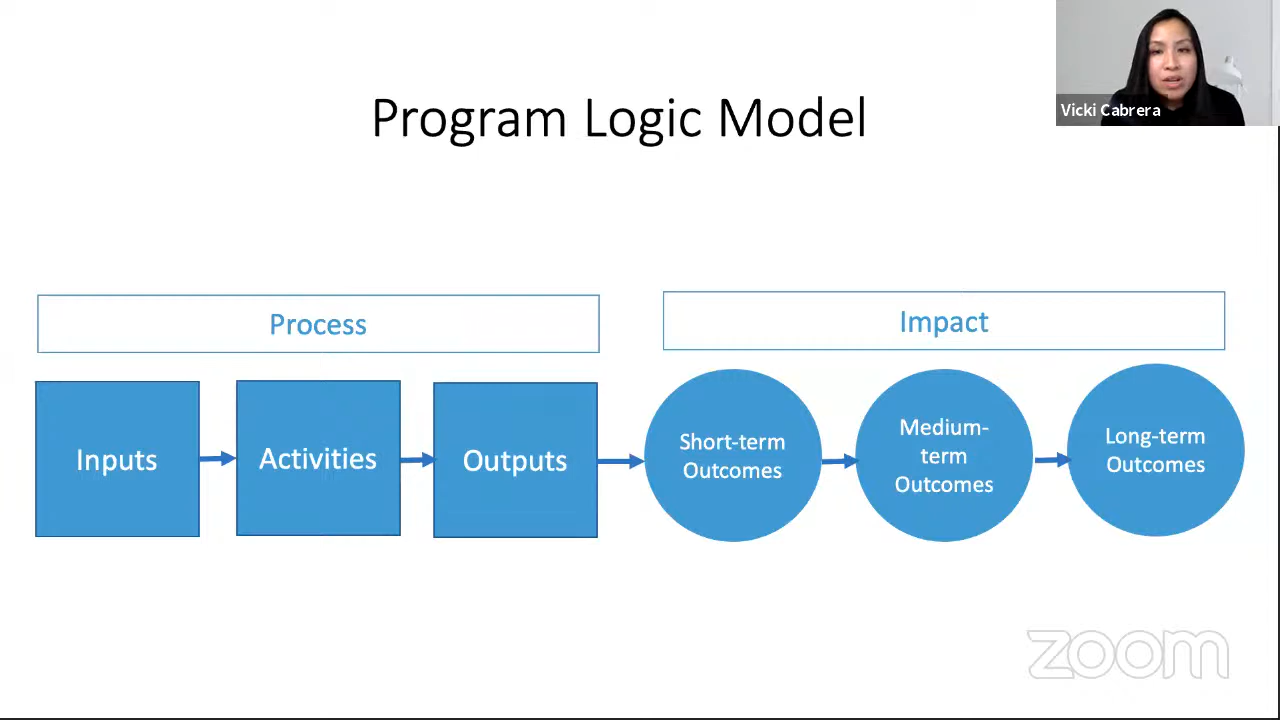 Vicki Cabrera
Program Logic Model
Process
Impact
Inputs
Activities
Outputs
Short-term
Outcomes
Medium-
term
Outcomes
Long-term
Outcomes
zoom